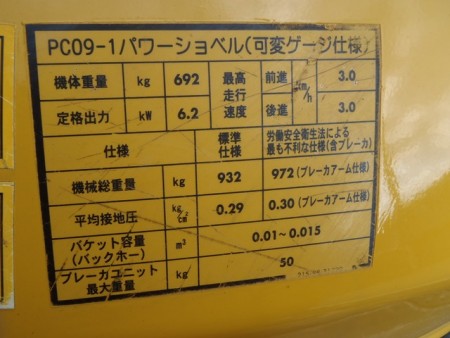 PC09-1パワーショベル(可変ゲージ仕様)
機体重量 kg 692 最高走行速度 前進 km/h 3.0
定格出力 kW 6.2 後進 3.0
仕様 標準仕様 労働安全衛生法による最も不利な仕様(含ブレーカ)
機械総重量 kg 932 972(ブレーカアーム仕様)
平均接地圧 kg/cm² 0.29 0.30(ブレーカアーム仕様)
バケット容量(バックホー) m³ 0.01~0.015
ブレーカユニット最大重量 kg 50